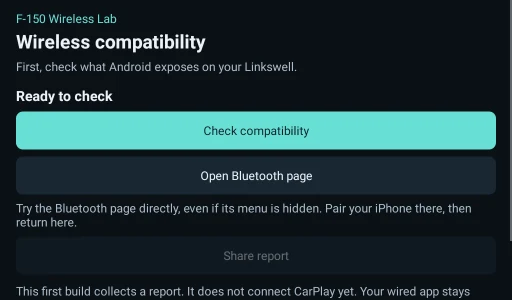 F-150 Wireless Lab
Wireless compatibility
First, check what Android exposes on your Linkswell.
Ready to check
Check compatibility
Open Bluetooth page
Try the Bluetooth page directly, even if its menu is hidden. Pair your iPhone there, then
return here.
Share report
This first build collects a report. It does not connect CarPlay yet. Your wired app stays